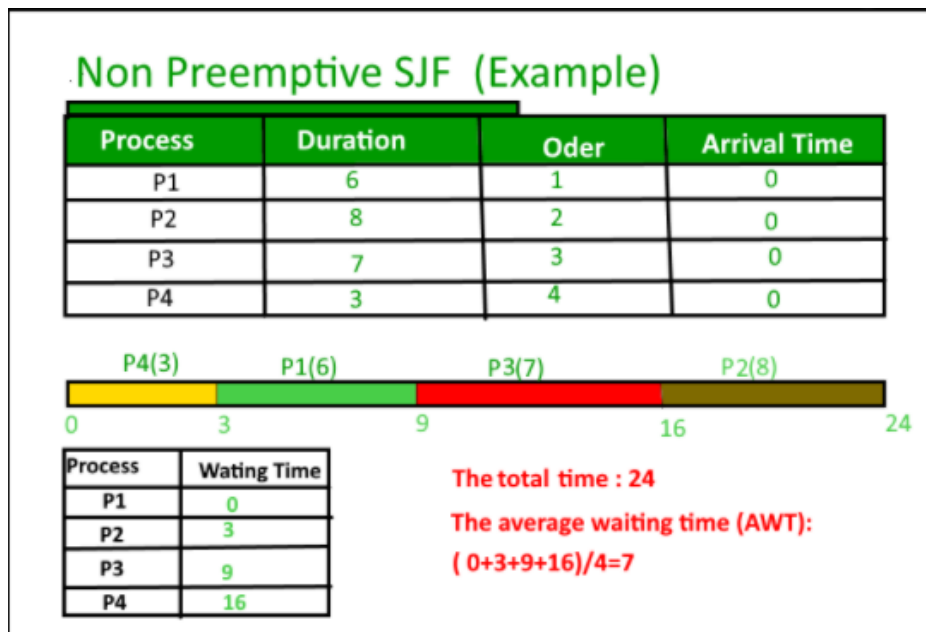 Non Preemptive SJF (Example)
Process Duration Oder Arrival Time
P1 6 1 0
P2 8 2 0
P3 7 3 0
P4 3 4 0
P4(3) P1(6) P3(7) P2(8)
0 3 9 16 24
Process Wating Time
P1 0
P2 3
P3 9
P4 16
The total time : 24
The average waiting time (AWT):
( 0+3+9+16)/4=7